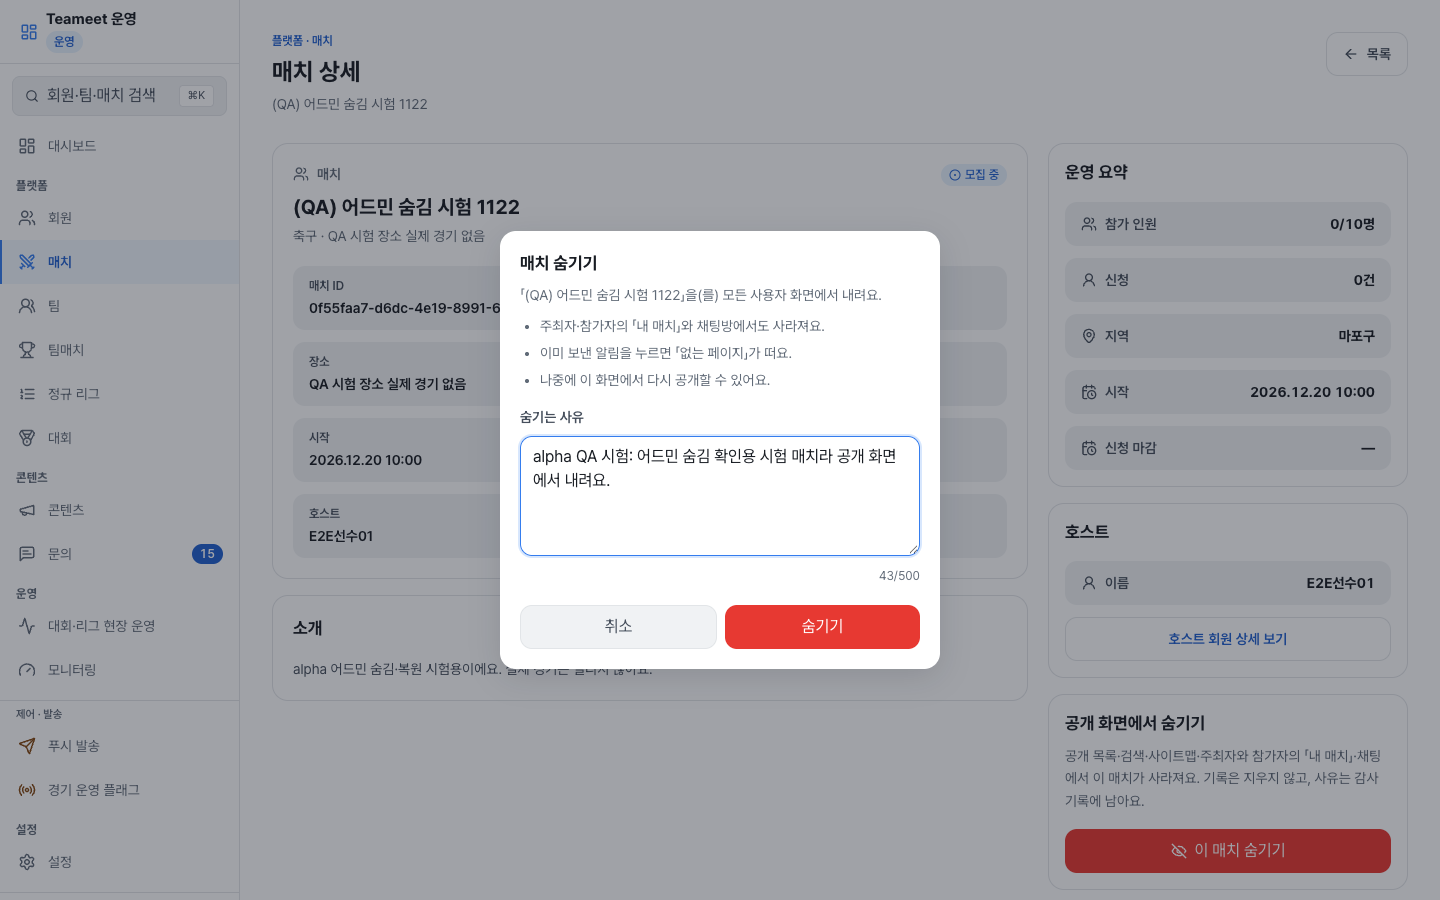 Teameet 운영
운영
회원·팀·매치 검색
⌘K
대시보드
플랫폼
회원
매치
팀
팀매치
정규 리그
대회
콘텐츠
콘텐츠
문의
15
운영
대회·리그 현장 운영
모니터링
제어 · 발송
푸시 발송
경기 운영 플래그
설정
설정
플랫폼 · 매치
매치 상세
(QA) 어드민 숨김 시험 1122
목록
매치
모집 중
(QA) 어드민 숨김 시험 1122
축구 · QA 시험 장소 실제 경기 없음
매치 ID
0f55faa7-d6dc-4e19-8991-6
장소
QA 시험 장소 실제 경기 없음
시작
2026.12.20 10:00
호스트
E2E선수01
소개
alpha 어드민 숨김·복원 시험용이에요.
매치 숨기기
「(QA) 어드민 숨김 시험 1122」을(를) 모든 사용자 화면에서 내려요.
• 주최자·참가자의 「내 매치」와 채팅방에서도 사라져요.
• 이미 보낸 알림을 누르면 「없는 페이지」가 떠요.
• 나중에 이 화면에서 다시 공개할 수 있어요.
숨기는 사유
alpha QA 시험: 어드민 숨김 확인용 시험 매치라 공개 화면
에서 내려요.
43/500
취소
숨기기
운영 요약
참가 인원
0/10명
신청
0건
지역
마포구
시작
2026.12.20 10:00
신청 마감
—
호스트
이름
E2E선수01
호스트 회원 상세 보기
공개 화면에서 숨기기
공개 목록·검색·사이트맵·주최자와 참가자의 「내 매치」·채팅
에서 이 매치가 사라져요. 기록은 지우지 않고, 사유는 감사
기록에 남아요.
이 매치 숨기기